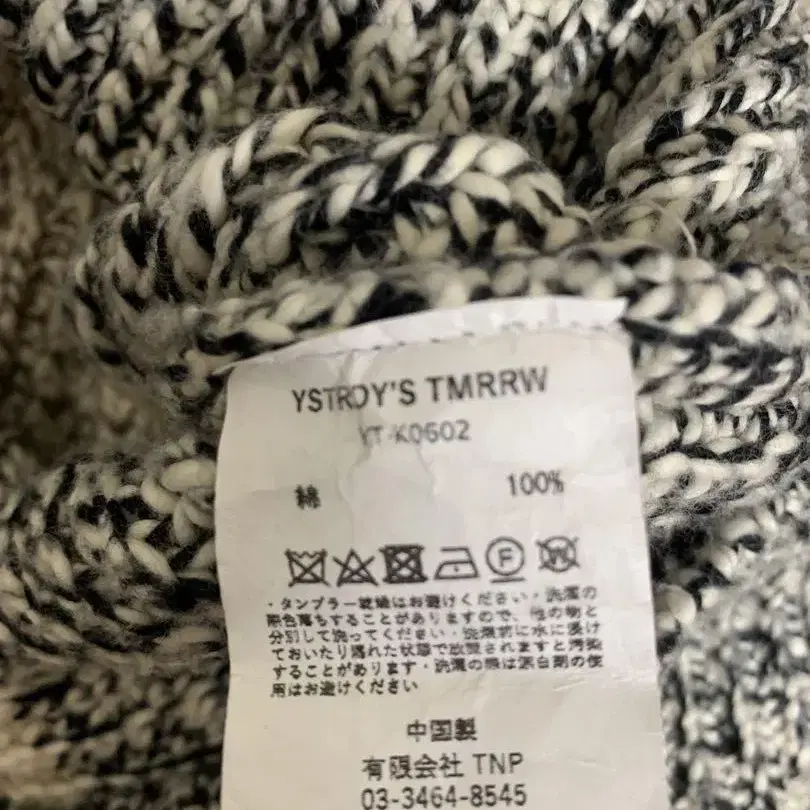 YSTRDY'S TMRRW
YT-K0602
綿 100%
F W
・タンブラー乾燥はお避けください・洗濯の
際色落ちすることがありますので、他の物と
分別して洗ってください・洗濯前に水に浸け
ておいたり濡れた状態で放置されますと汚染
することがあります・洗濯の際は漂白剤の使
用はお避けください
中国製
有限会社 TNP
03-3464-8545